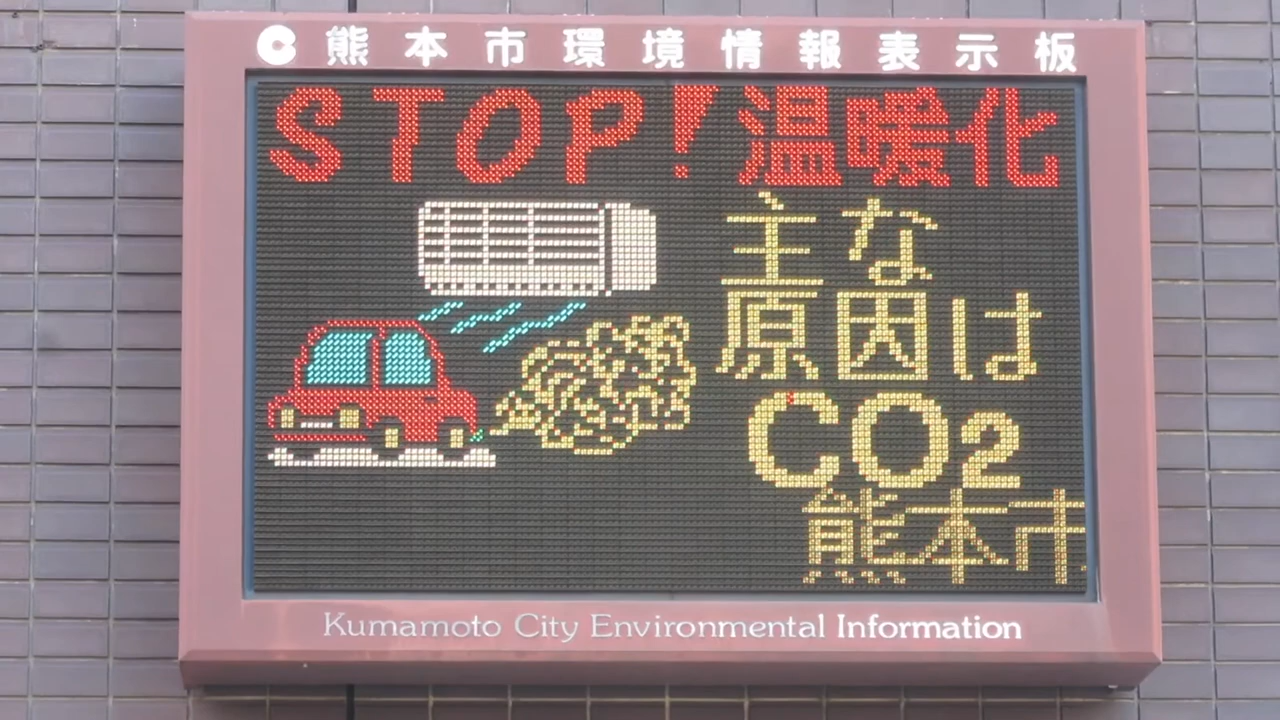 熊本市環境情報表示板
STOP!温暖化
主な
原因は
CO2
熊本市
Kumamoto City Environmental Information